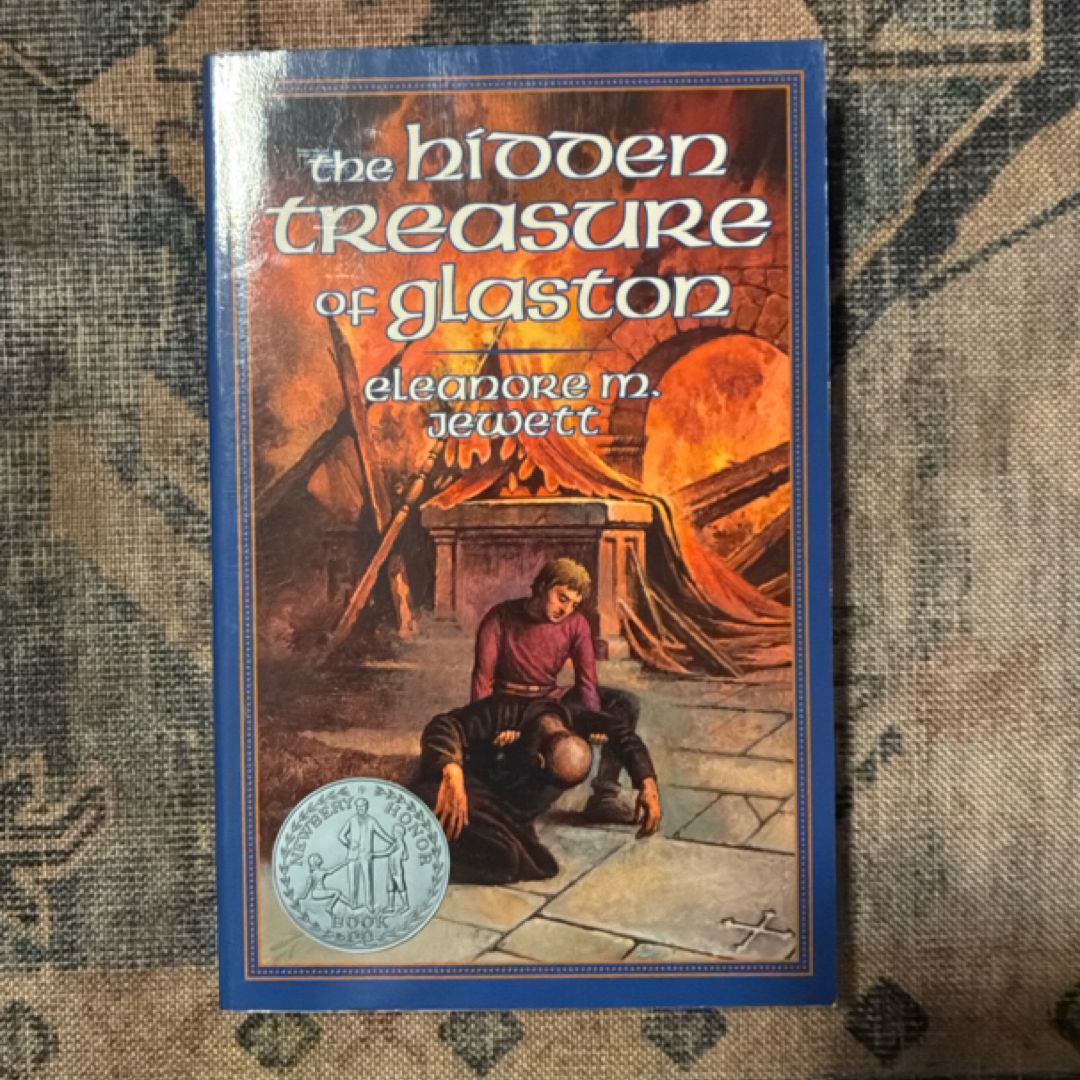 the hidden
treasure
of glaston
eleanore m.
Jewett
NEWBERY HONOR
BOOK